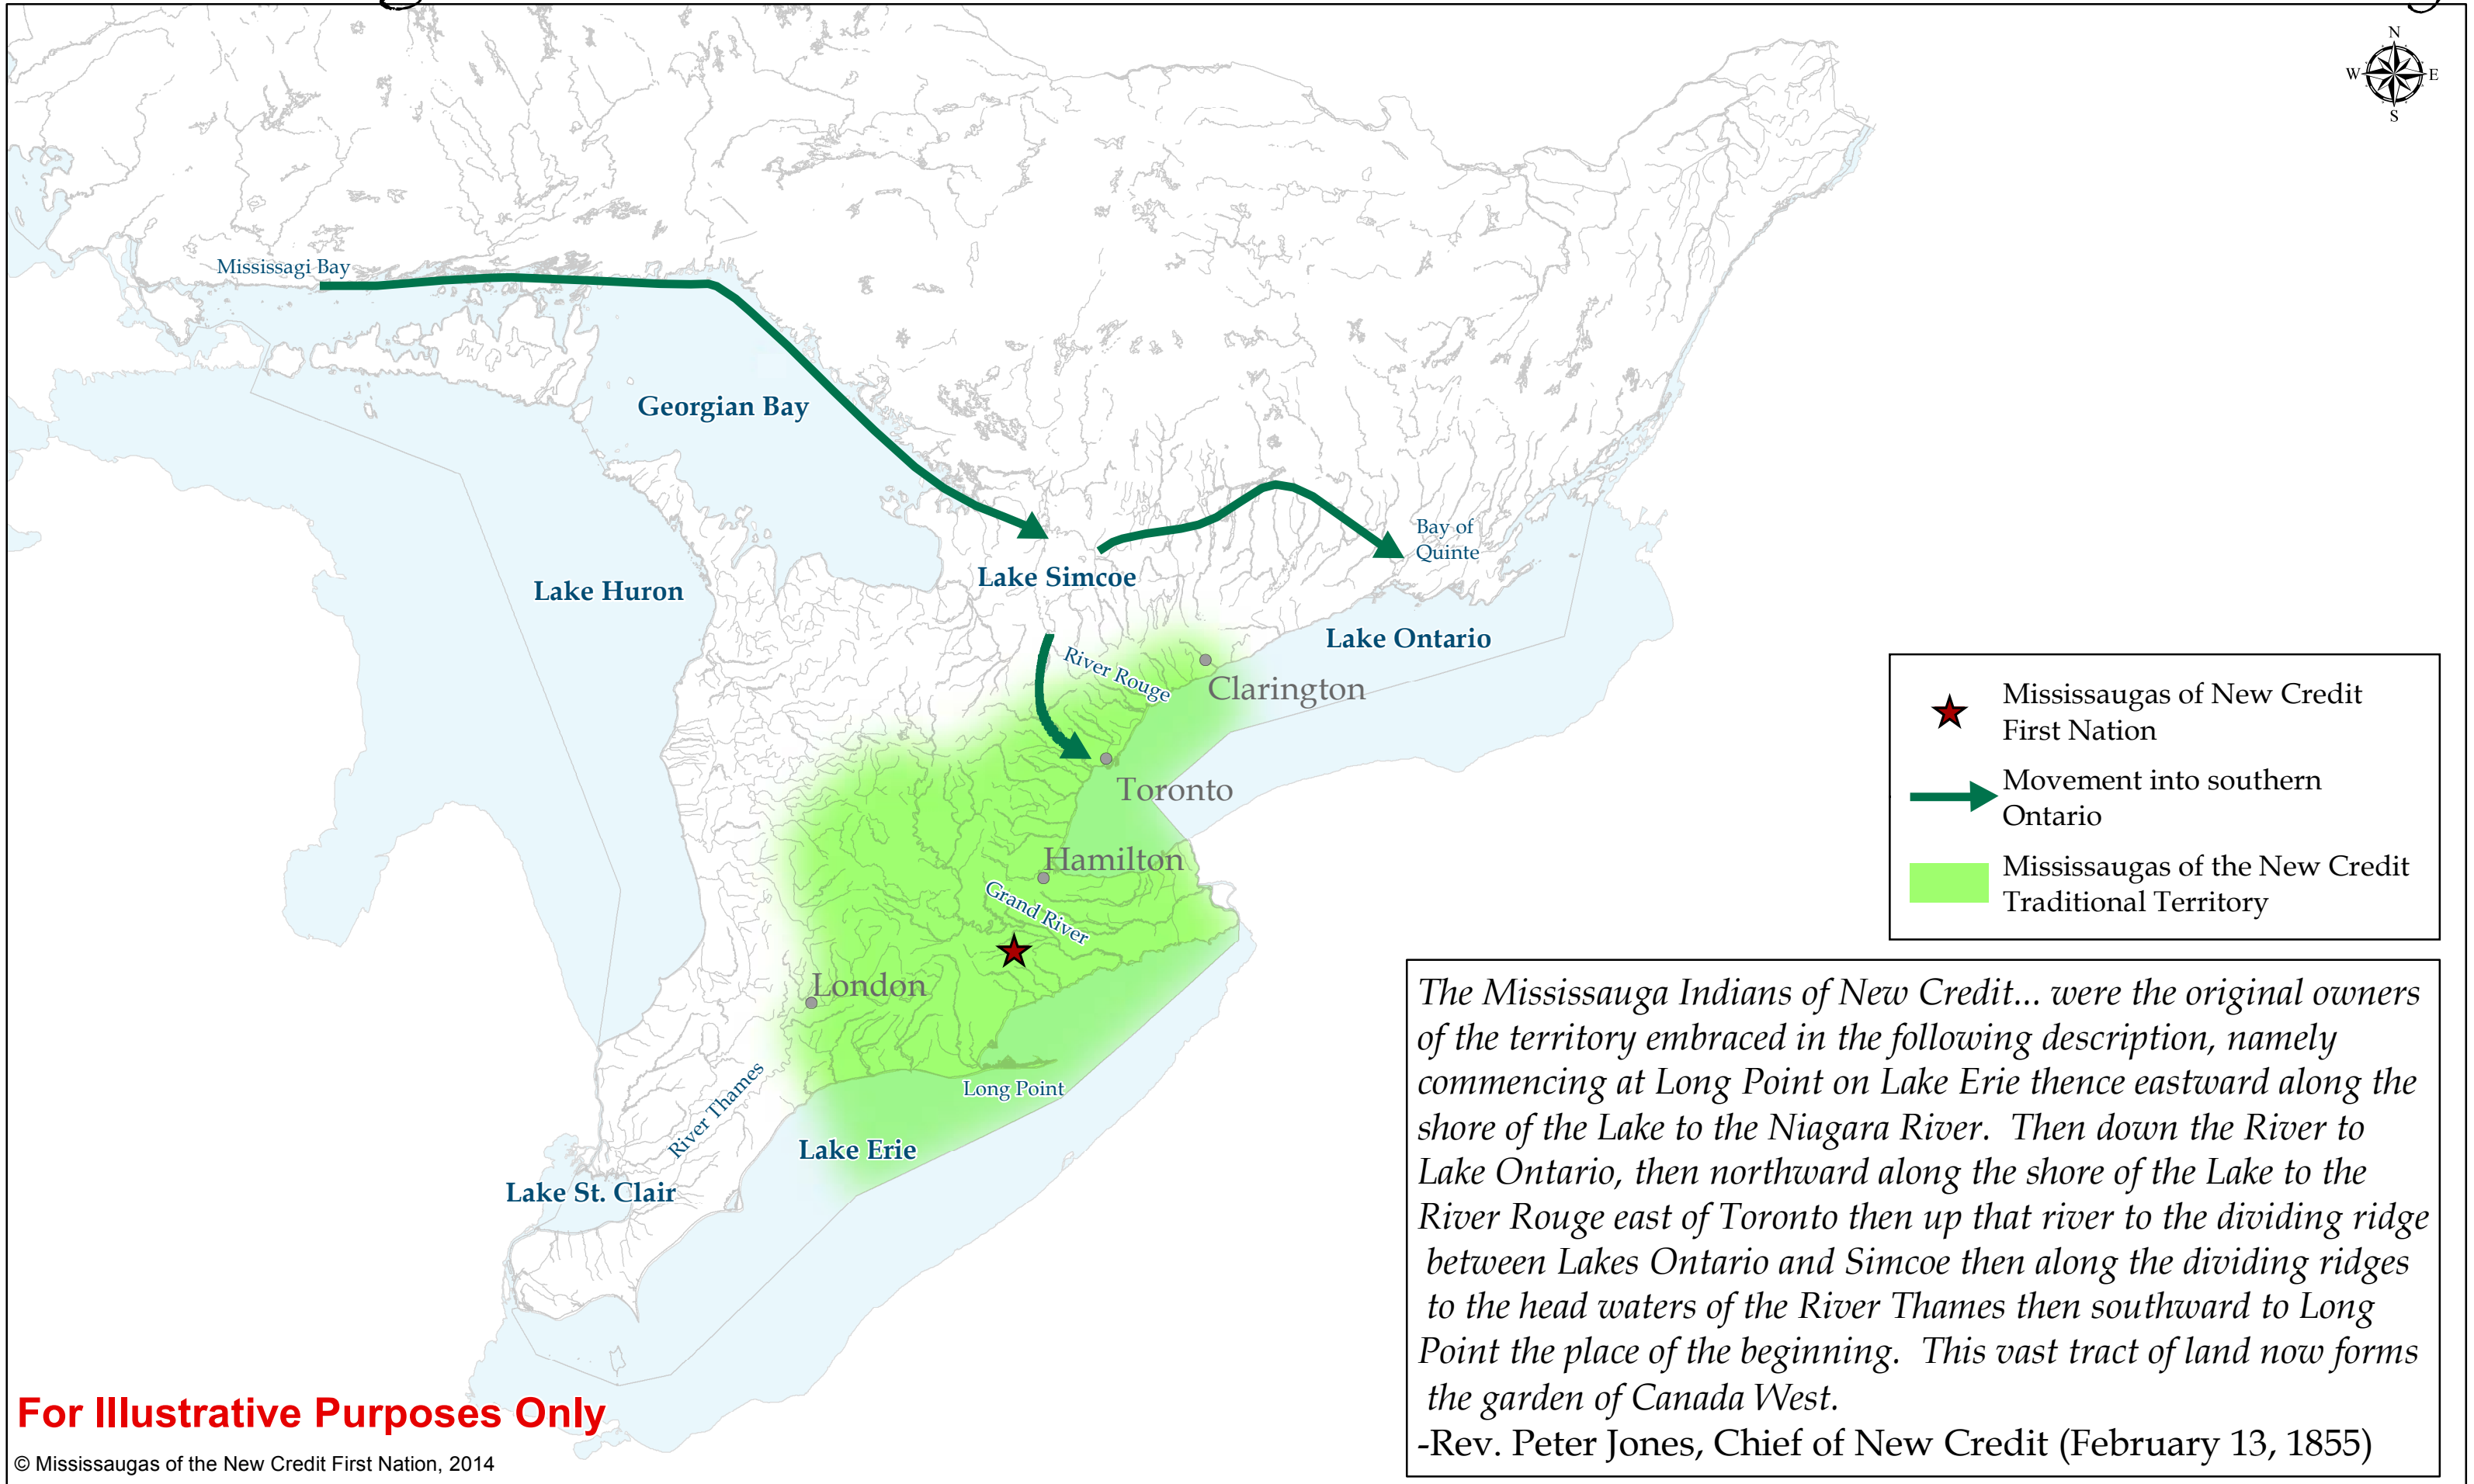 N
W E
S
Mississagi Bay
Georgian Bay
Bay of
Quinte
Lake Simcoe
Lake Huron
Lake Ontario
River Rouge
Clarington
Toronto
Hamilton
Grand River
London
Long Point
River Thames
Lake Erie
Lake St. Clair
Mississaugas of New Credit
First Nation
Movement into southern
Ontario
Mississaugas of the New Credit
Traditional Territory
The Mississauga Indians of New Credit... were the original owners
of the territory embraced in the following description, namely
commencing at Long Point on Lake Erie thence eastward along the
shore of the Lake to the Niagara River. Then down the River to
Lake Ontario, then northward along the shore of the Lake to the
River Rouge east of Toronto then up that river to the dividing ridge
between Lakes Ontario and Simcoe then along the dividing ridges
to the head waters of the River Thames then southward to Long
Point the place of the beginning. This vast tract of land now forms
the garden of Canada West.
-Rev. Peter Jones, Chief of New Credit (February 13, 1855)
For Illustrative Purposes Only
© Mississaugas of the New Credit First Nation, 2014